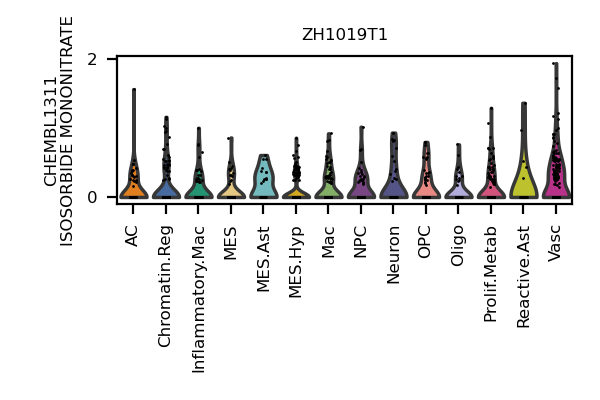 ZH1019T1
CHEMBL1311
ISOSORBIDE MONONITRATE
2
0
AC
Chromatin.Reg
Inflammatory.Mac
MES
MES.Ast
MES.Hyp
Mac
NPC
Neuron
OPC
Oligo
Prolif.Metab
Reactive.Ast
Vasc